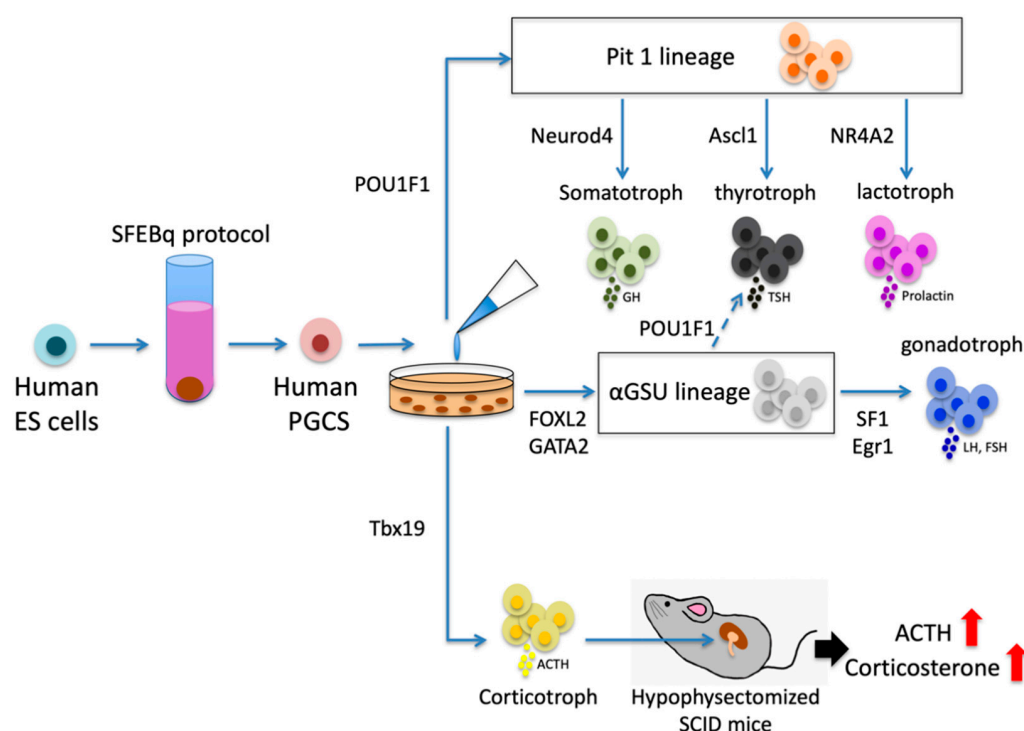 Pit 1 lineage
Neurod4
Ascl1
NR4A2
POU1F1
Somatotroph
thyrotroph
lactotroph
SFEBq protocol
GH
TSH
Prolactin
POU1F1
gonadotroph
Human
ES cells
Human
PGCS
αGSU lineage
FOXL2
GATA2
SF1
Egr1
LH, FSH
Tbx19
ACTH
Corticotroph
Hypophysectomized
SCID mice
ACTH
Corticosterone